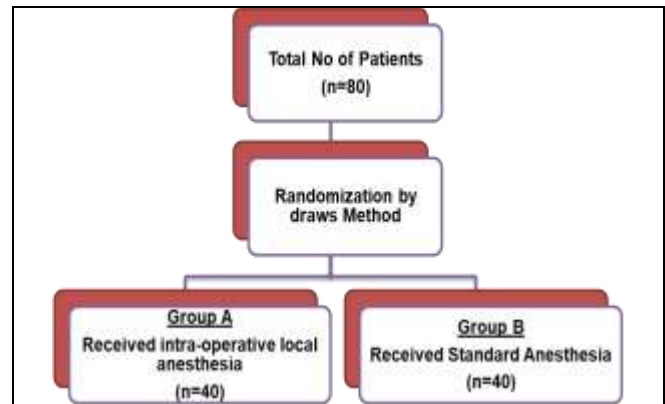 Total No of Patients
(n=80)
Randomization by
draws Method
Group A
Received intra-operative local
anesthesia
(n=40)
Group B
Received Standard Anesthesia
(n=40)